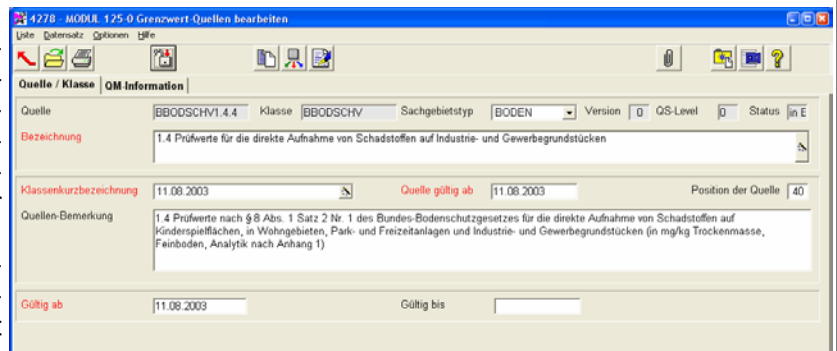 4278 - MODUL 125-0 Grenzwert-Quellen bearbeiten
Liste Datensatz Optionen Hilfe
Quelle / Klasse QM-Information
Quelle BBODSCHV1.4.4 Klasse BBODSCHV Sachgebietstyp BODEN Version 0 QS-Level 0 Status in E
Bezeichnung 1.4 Prüfwerte für die direkte Aufnahme von Schadstoffen auf Industrie- und Gewerbegrundstücken
Klassenkurzbezeichnung 11.08.2003 Quelle gültig ab 11.08.2003 Position der Quelle 40
Quellen-Bemerkung 1.4 Prüfwerte nach § 8 Abs. 1 Satz 2 Nr. 1 des Bundes-Bodenschutzgesetzes für die direkte Aufnahme von Schadstoffen auf
Kinderspielflächen, in Wohngebieten, Park- und Freizeitanlagen und Industrie- und Gewerbegrundstücken (in mg/kg Trockenmasse,
Feinboden, Analytik nach Anhang 1)
Gültig ab 11.08.2003 Gültig bis